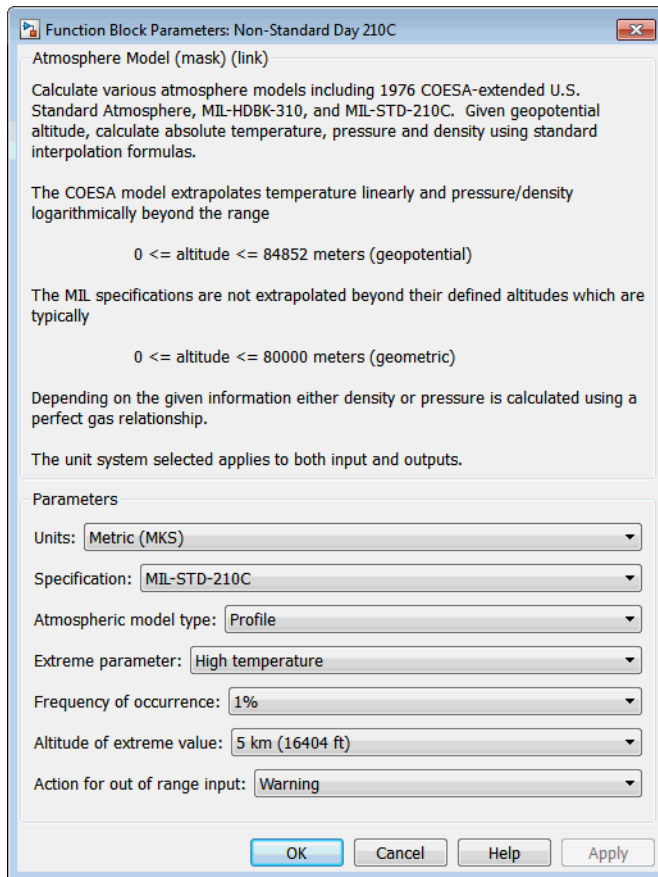 Function Block Parameters: Non-Standard Day 210C
Atmosphere Model (mask) (link)
Calculate various atmosphere models including 1976 COESA-extended U.S.
Standard Atmosphere, MIL-HDBK-310, and MIL-STD-210C.  Given geopotential
altitude, calculate absolute temperature, pressure and density using standard
interpolation formulas.
The COESA model extrapolates temperature linearly and pressure/density
logarithmically beyond the range
0 <= altitude <= 84852 meters (geopotential)
The MIL specifications are not extrapolated beyond their defined altitudes which are
typically
0 <= altitude <= 80000 meters (geometric)
Depending on the given information either density or pressure is calculated using a
perfect gas relationship.
The unit system selected applies to both input and outputs.
Parameters
Units: Metric (MKS)
Specification: MIL-STD-210C
Atmospheric model type: Profile
Extreme parameter: High temperature
Frequency of occurrence: 1%
Altitude of extreme value: 5 km (16404 ft)
Action for out of range input: Warning
OK Cancel Help Apply